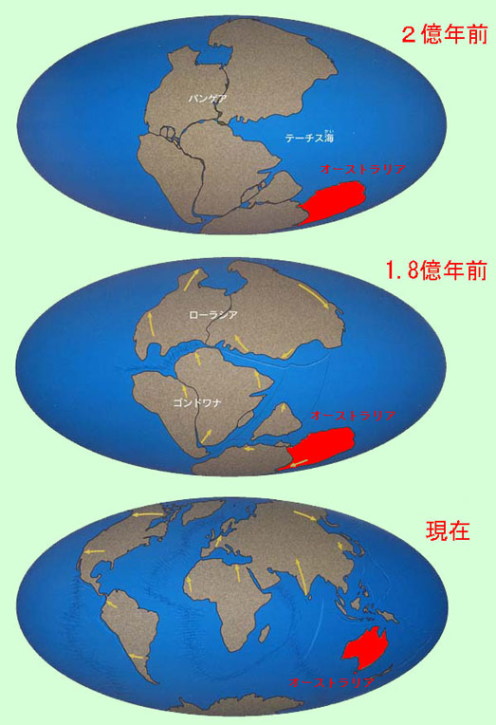 ２億年前
パンゲア
テーチス海
オーストラリア
1.8億年前
ローラシア
ゴンドワナ
オーストラリア
現在
オーストラリア